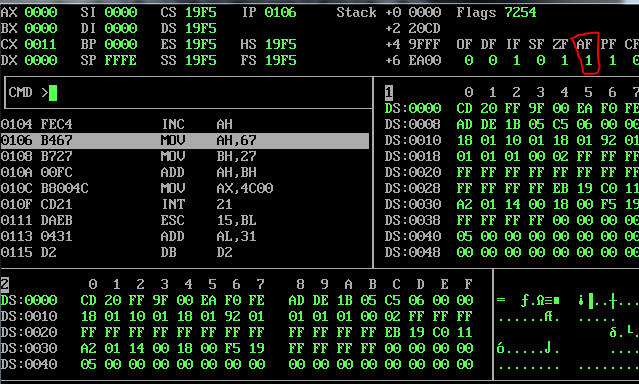 AX 0000 SI 0000 CS 19F5 IP 0106 Stack +0 0000 Flags 7254
BX 0000 DI 0000 DS 19F5 +2 20CD
CX 0011 BP 0000 ES 19F5 HS 19F5 +4 9FFF OF DF IF SF ZF AF PF CF
DX 0000 SP FFFE SS 19F5 FS 19F5 +6 EA00 0 0 1 0 1 1 1 0
CMD >
1 0 1 2 3 4 5 6 7
DS:0000 CD 20 FF 9F 00 EA F0 FE
DS:0008 AD DE 1B 05 C5 06 00 00
DS:0010 18 01 10 01 18 01 92 01
DS:0018 01 01 01 00 02 FF FF FF
DS:0020 FF FF FF FF FF FF FF FF
DS:0028 FF FF FF FF EB 19 C0 11
DS:0030 A2 01 14 00 18 00 F5 19
DS:0038 FF FF FF FF 00 00 00 00
DS:0040 05 00 00 00 00 00 00 00
DS:0048 00 00 00 00 00 00 00 00
0104 FEC4 INC AH
0106 B467 MOV AH,67
0108 B727 MOV BH,27
010A 00FC ADD AH,BH
010C B8004C MOV AX,4C00
010F CD21 INT 21
0111 DAEB ESC 15,BL
0113 0431 ADD AL,31
0115 D2 DB D2
2 0 1 2 3 4 5 6 7 8 9 A B C D E F
DS:0000 CD 20 FF 9F 00 EA F0 FE AD DE 1B 05 C5 06 00 00
DS:0010 18 01 10 01 18 01 92 01 01 01 01 00 02 FF FF FF
DS:0020 FF FF FF FF FF FF FF FF FF FF FF FF EB 19 C0 11
DS:0030 A2 01 14 00 18 00 F5 19 FF FF FF FF 00 00 00 00
DS:0040 05 00 00 00 00 00 00 00 00 00 00 00 00 00 00 00